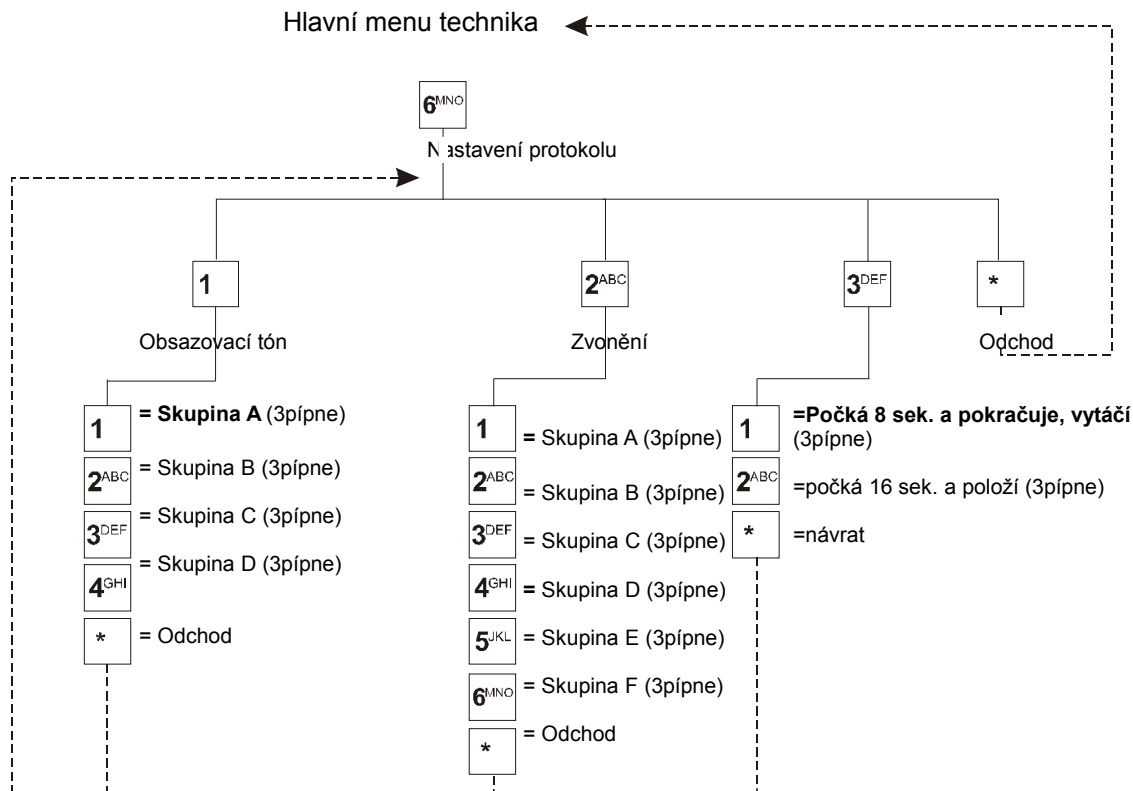 Hlavní menu technika
6MNO
Nastavení protokolu
1
2ABC
3DEF
*
Obsazovací tón
Zvonění
Odchod
1 = Skupina A (3pípne)
2ABC = Skupina B (3pípne)
3DEF = Skupina C (3pípne)
4GHI = Skupina D (3pípne)
* = Odchod
1 = Skupina A (3pípne)
2ABC = Skupina B (3pípne)
3DEF = Skupina C (3pípne)
4GHI = Skupina D (3pípne)
5JKL = Skupina E (3pípne)
6MNO = Skupina F (3pípne)
* = Odchod
1 =Počká 8 sek. a pokračuje, vytáčí
(3pípne)
2ABC =počká 16 sek. a položí (3pípne)
* =návrat